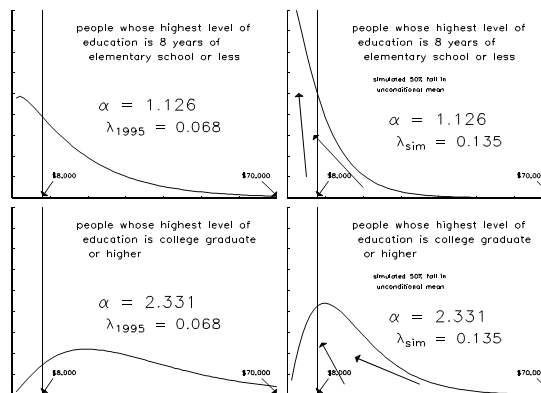 people whose highest level of
education is 8 years of
elementary school or less
α = 1.126
λ1995 = 0.068
$8,000
$70,000
people whose highest level of
education is 8 years of
elementary school or less
simulated 50% fall in
unconditional mean
α = 1.126
λsim = 0.135
$8,000
$70,000
people whose highest level of
education is college graduate
or higher
α = 2.331
λ1995 = 0.068
$8,000
$70,000
people whose highest level of
education is college graduate
or higher
simulated 50% fall in
unconditional mean
α = 2.331
λsim = 0.135
$8,000
$70,000